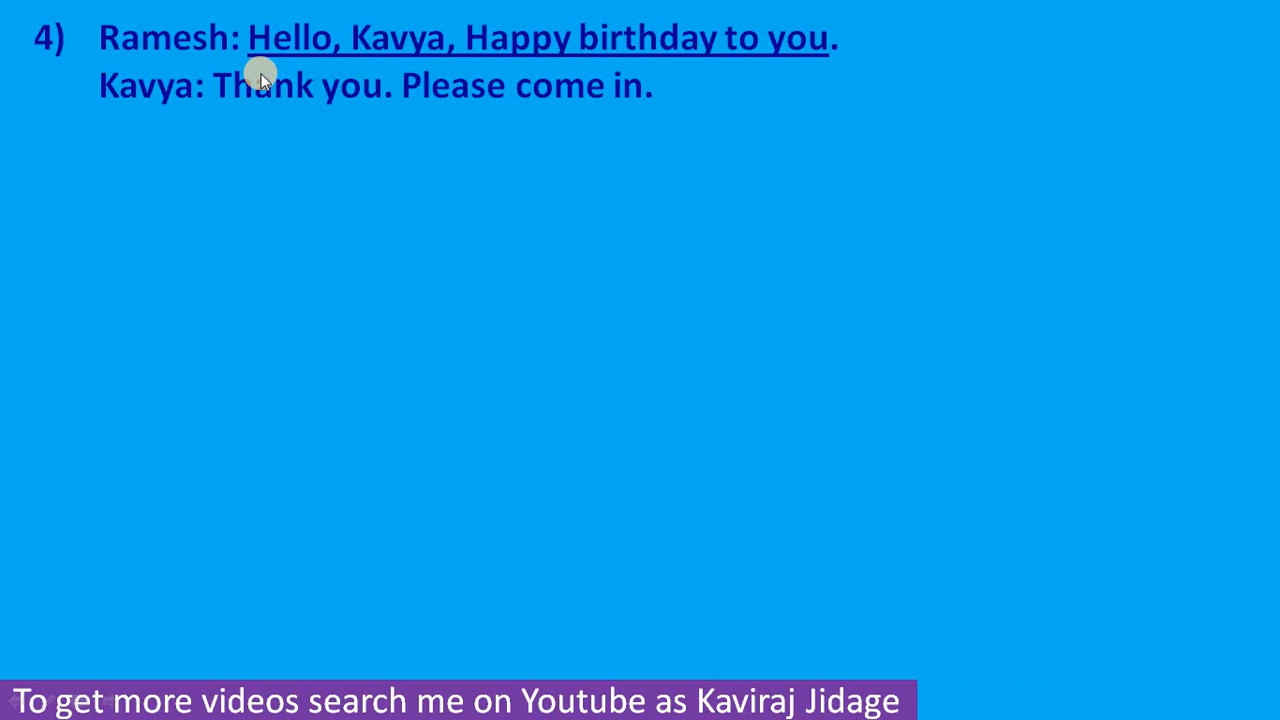 4) Ramesh: Hello, Kavya, Happy birthday to you.
Kavya: Thank you. Please come in.
To get more videos search me on Youtube as Kaviraj Jidage